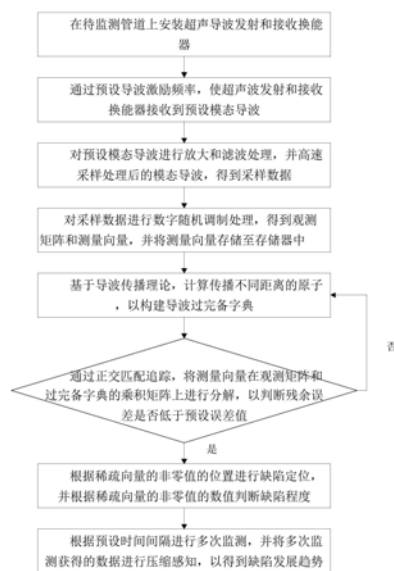 在待监测管道上安装超声导波发射和接收换能
器
通过预设导波激励频率，使超声波发射和接收
换能器接收到预设模态导波
对预设模态导波进行放大和滤波处理，并高速
采样处理后的模态导波，得到采样数据
对采样数据进行数字随机调制处理，得到观测
矩阵和测量向量，并将测量向量存储至存储器中
基于导波传播理论，计算传播不同距离的原子
，以构建导波过完备字典
否
通过正交匹配追踪，将测量向量在观测矩阵和
过完备字典的乘积矩阵上进行分解，以判断残余误
差是否低于预设误差值
是
根据稀疏向量的非零值的位置进行缺陷定位，
并根据稀疏向量的非零值的数值判断缺陷程度
根据预设时间间隔进行多次监测，并将多次监
测获得的数据进行压缩感知，以得到缺陷发展趋势